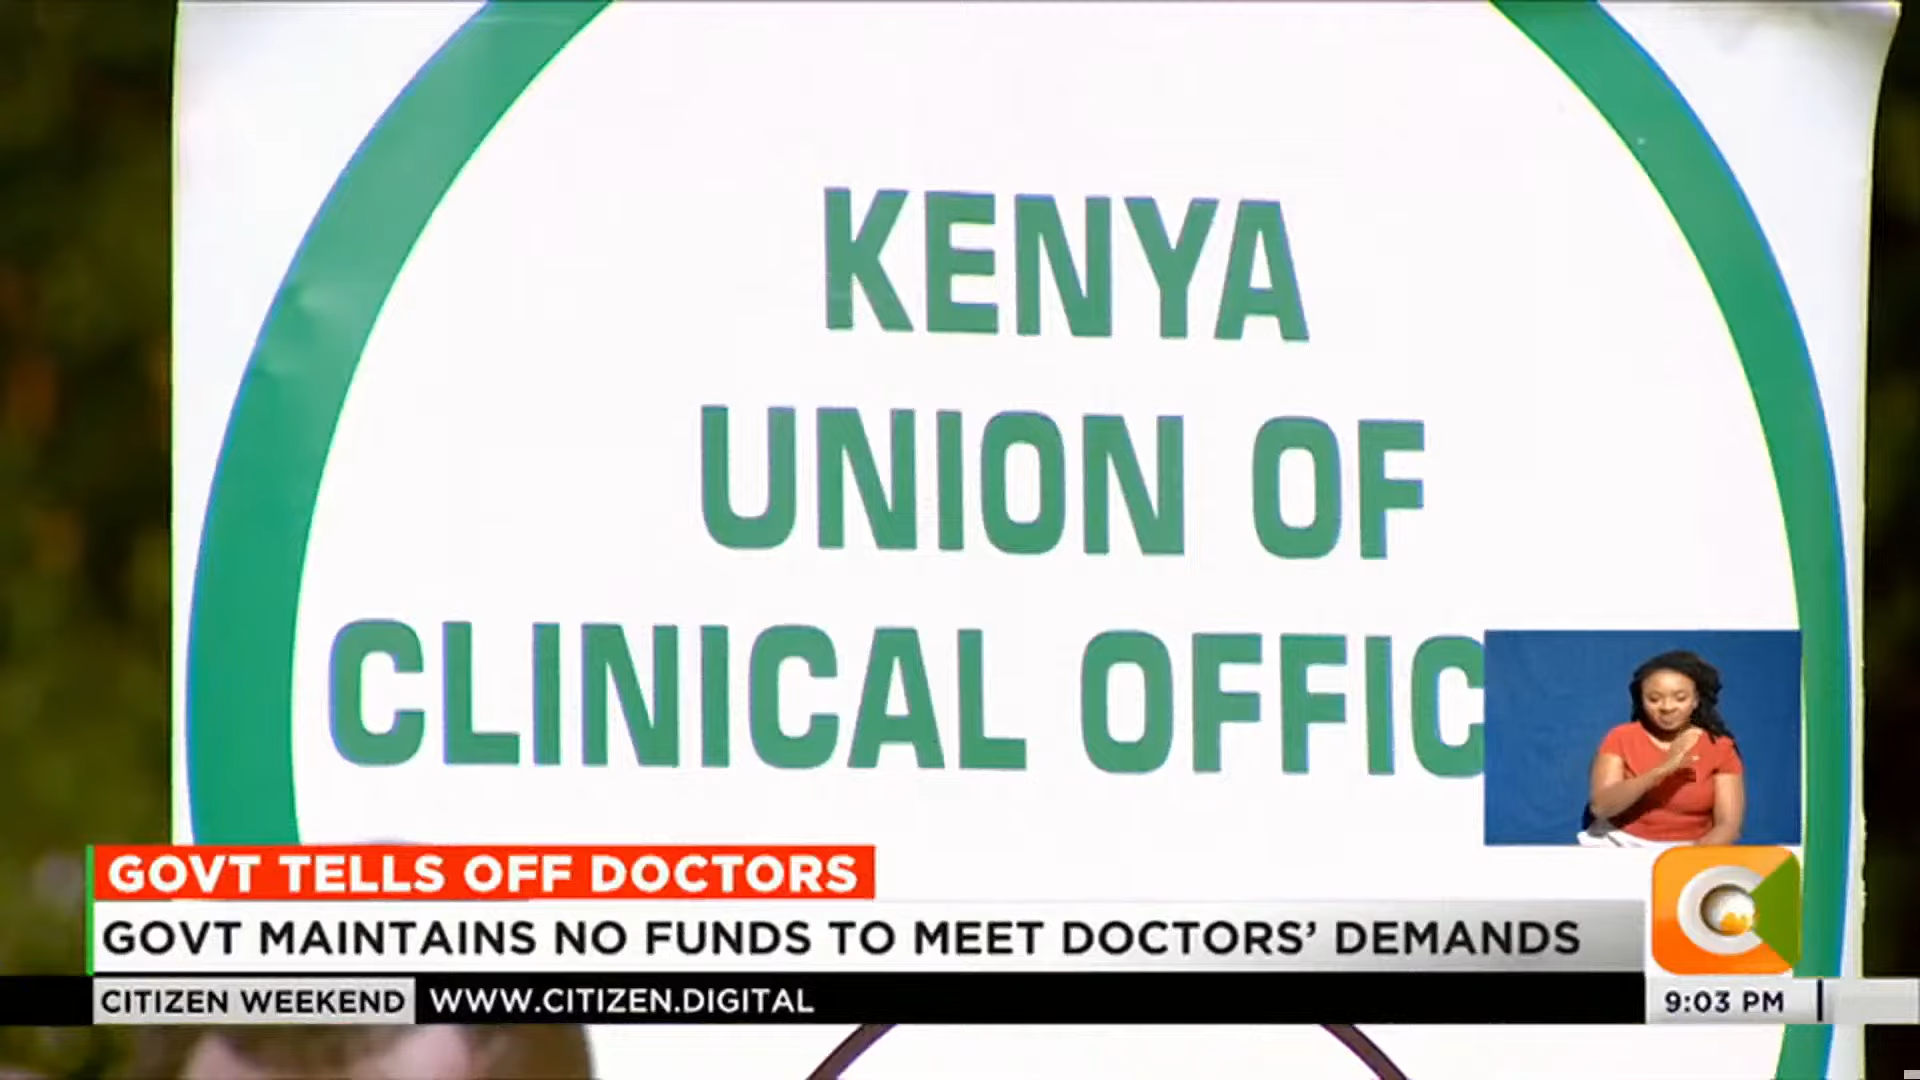 KENYA
UNION OF
CLINICAL OFFIC
GOVT TELLS OFF DOCTORS
GOVT MAINTAINS NO FUNDS TO MEET DOCTORS’ DEMANDS
CITIZEN WEEKEND WWW.CITIZEN.DIGITAL
9:03 PM